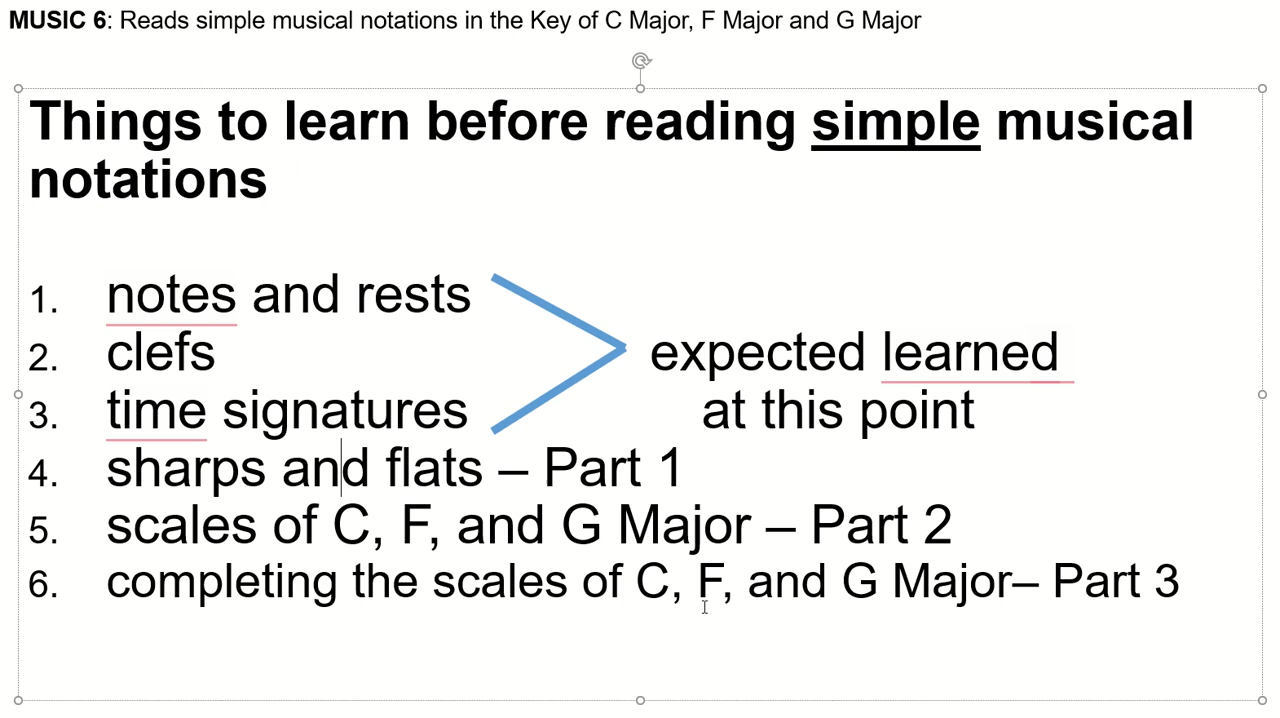 MUSIC 6: Reads simple musical notations in the Key of C Major, F Major and G Major
Things to learn before reading simple musical
notations
1. notes and rests
2. clefs
3. time signatures
expected learned
at this point
4. sharps and flats – Part 1
5. scales of C, F, and G Major – Part 2
6. completing the scales of C, F, and G Major– Part 3